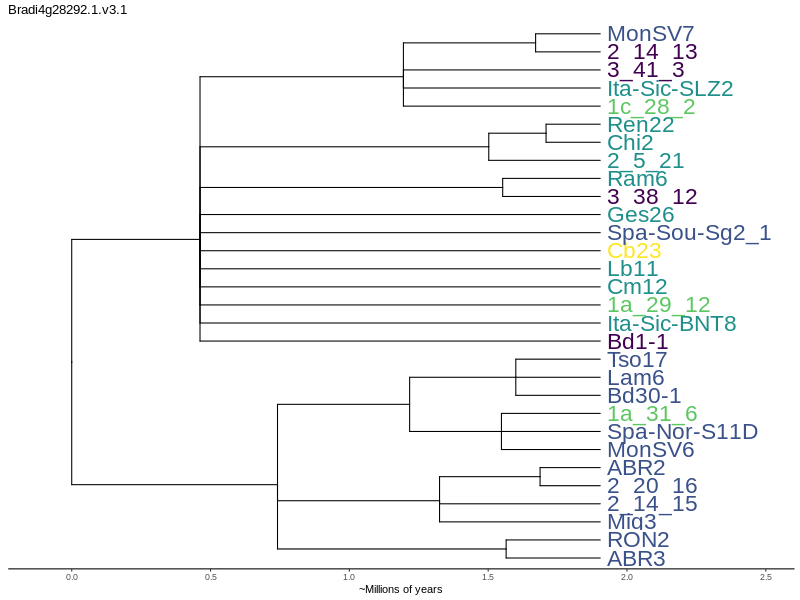 Bradi4g28292.1.v3.1
MonSV7
2_14_13
3_41_3
Ita-Sic-SLZ2
1c_28_2
Ren22
Chi2
2_5_21
Ram6
3_38_12
Ges26
Spa-Sou-Sg2_1
Cb23
Lb11
Cm12
1a_29_12
Ita-Sic-BNT8
Bd1-1
Tso17
Lam6
Bd30-1
1a_31_6
Spa-Nor-S11D
MonSV6
ABR2
2_20_16
2_14_15
Mig3
RON2
ABR3
0.0 0.5 1.0 1.5 2.0 2.5
~Millions of years